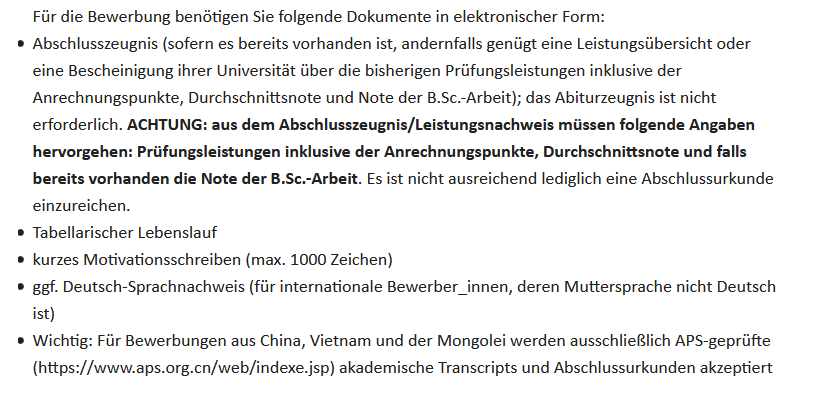 Für die Bewerbung benötigen Sie folgende Dokumente in elektronischer Form:
• Abschlusszeugnis (sofern es bereits vorhanden ist, andernfalls genügt eine Leistungsübersicht oder
eine Bescheinigung ihrer Universität über die bisherigen Prüfungsleistungen inklusive der
Anrechnungspunkte, Durchschnittsnote und Note der B.Sc.-Arbeit); das Abiturzeugnis ist nicht
erforderlich. ACHTUNG: aus dem Abschlusszeugnis/Leistungsnachweis müssen folgende Angaben
hervorgehen: Prüfungsleistungen inklusive der Anrechnungspunkte, Durchschnittsnote und falls
bereits vorhanden die Note der B.Sc.-Arbeit. Es ist nicht ausreichend lediglich eine Abschlussurkunde
einzureichen.
• Tabellarischer Lebenslauf
• kurzes Motivationsschreiben (max. 1000 Zeichen)
• ggf. Deutsch-Sprachnachweis (für internationale Bewerber_innen, deren Muttersprache nicht Deutsch
ist)
• Wichtig: Für Bewerbungen aus China, Vietnam und der Mongolei werden ausschließlich APS-geprüfte
(https://www.aps.org.cn/web/indexe.jsp) akademische Transcripts und Abschlussurkunden akzeptiert